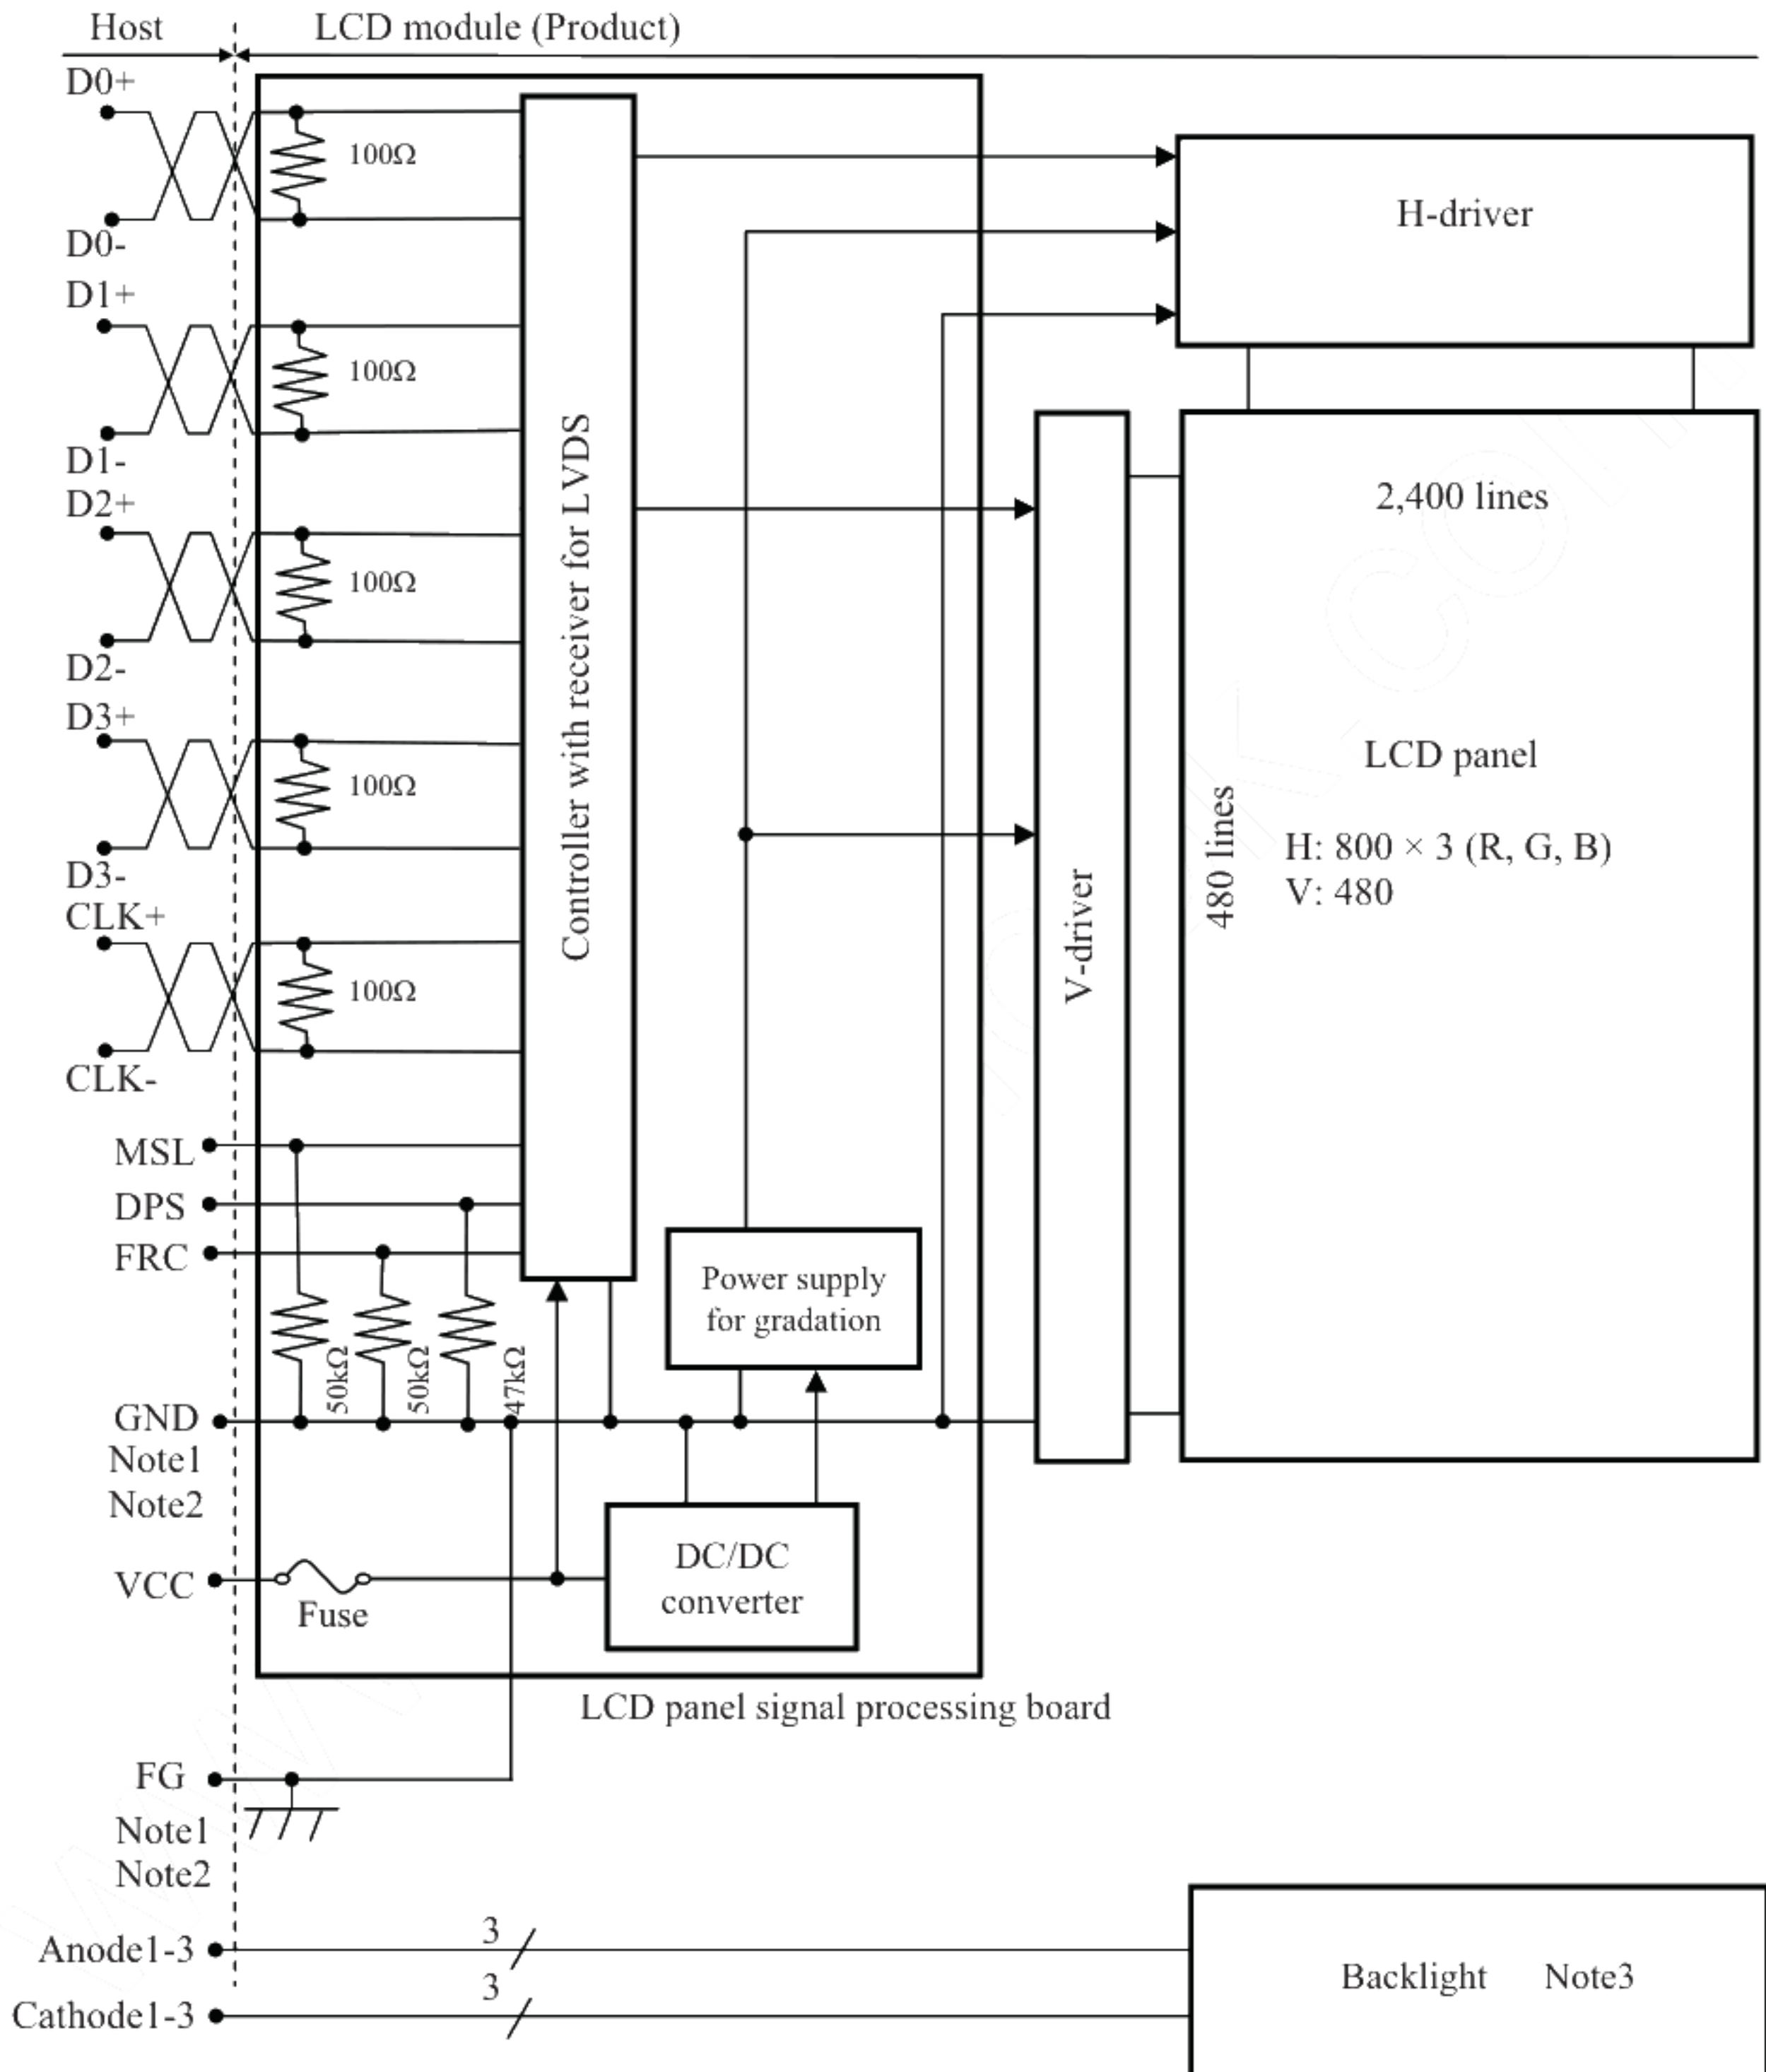 Host
LCD module (Product)
D0+
100Ω
D0-
H-driver
D1+
100Ω
D1-
D2+
100Ω
D2-
D3+
100Ω
D3-
CLK+
100Ω
CLK-
Controller with receiver for LVDS
V-driver
2,400 lines
480 lines
LCD panel
H: 800 × 3 (R, G, B)
V: 480
MSL
DPS
FRC
50kΩ
50kΩ
47kΩ
Power supply
for gradation
GND
Note1
Note2
VCC
Fuse
DC/DC
converter
LCD panel signal processing board
FG
Note1
Note2
Anode1-3
3
Cathode1-3
3
Backlight Note3